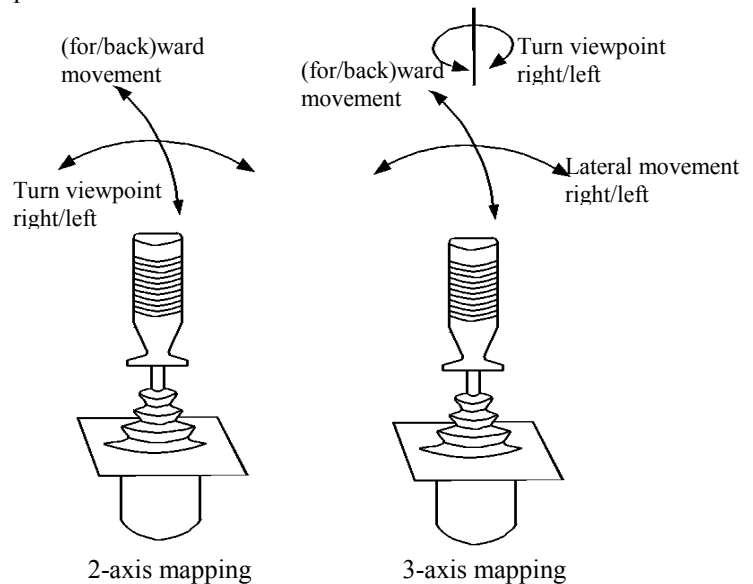 (for/back)ward
movement
Turn viewpoint
right/left
2-axis mapping
Turn viewpoint
right/left
(for/back)ward
movement
Lateral movement
right/left
3-axis mapping